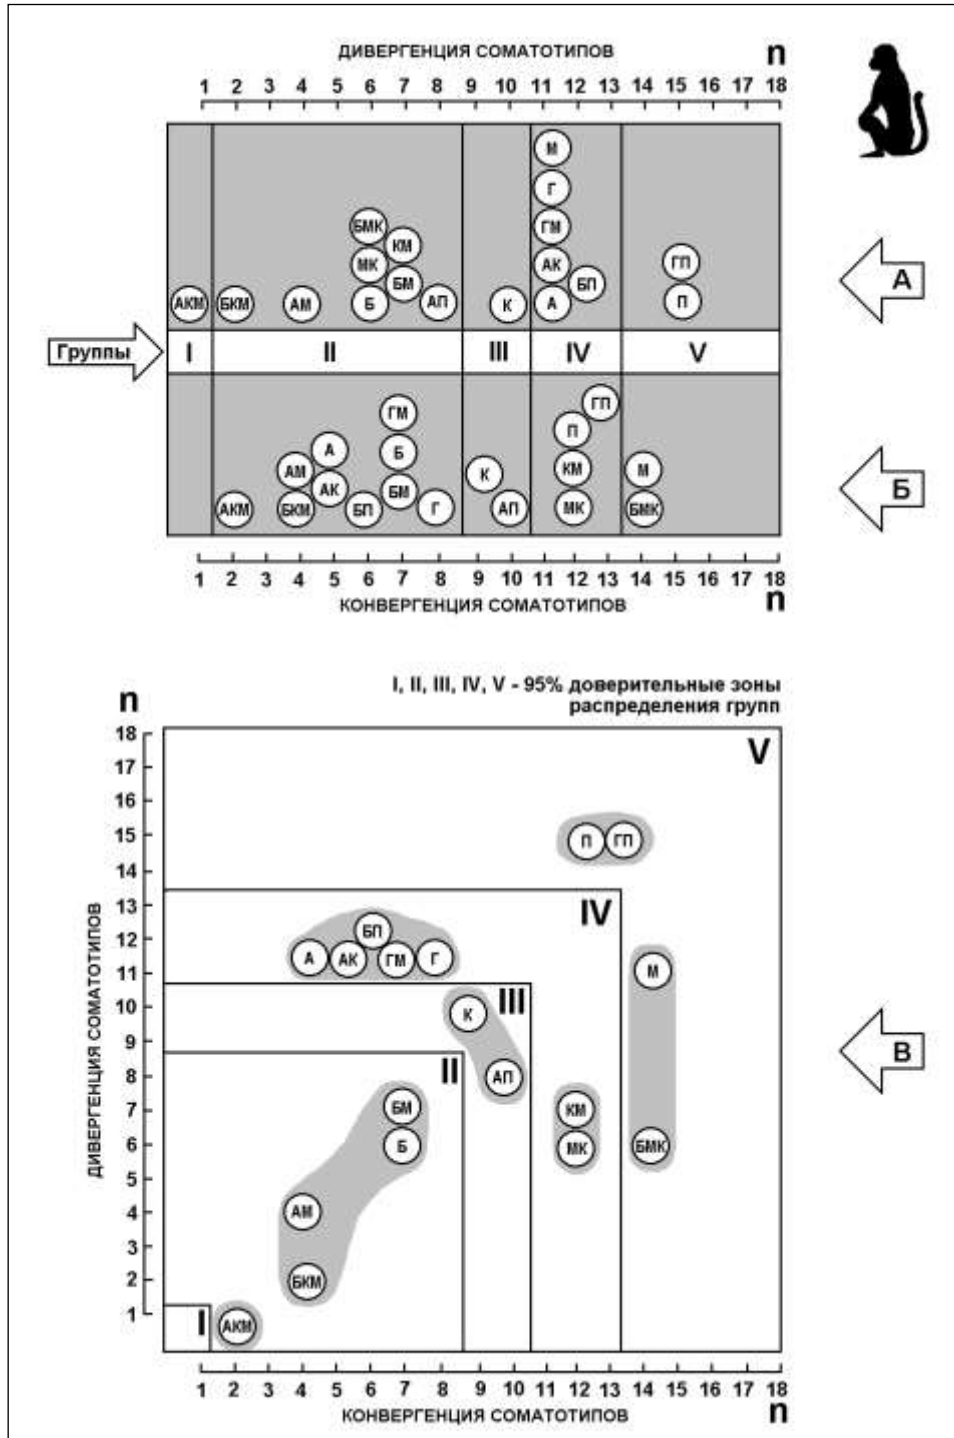 ДИВЕРГЕНЦИЯ СОМАТОТИПОВ n
1 2 3 4 5 6 7 8 9 10 11 12 13 14 15 16 17 18
М
Г
БМК ГМ
КМ
МК АК ГП
БМ БП
АКМ БКМ АМ Б АП К А П
А
Группы I II III IV V
ГП
ГМ
П
А Б
АМ К КМ М
АК БМ
АКМ БКМ БП Г АП МК БМК
Б
1 2 3 4 5 6 7 8 9 10 11 12 13 14 15 16 17 18
КОНВЕРГЕНЦИЯ СОМАТОТИПОВ n
I, II, III, IV, V - 95% доверительные зоны
распределения групп
n
ДИВЕРГЕНЦИЯ СОМАТОТИПОВ
18 V
17
16
15 П ГП
14
13 IV
12 БП
А АК ГМ Г
11 М
10 К III
9
8 II АП
7 БМ КМ
6 Б МК БМК
5
4 АМ
3
2 БКМ
1 I АКМ
В
1 2 3 4 5 6 7 8 9 10 11 12 13 14 15 16 17 18
КОНВЕРГЕНЦИЯ СОМАТОТИПОВ n